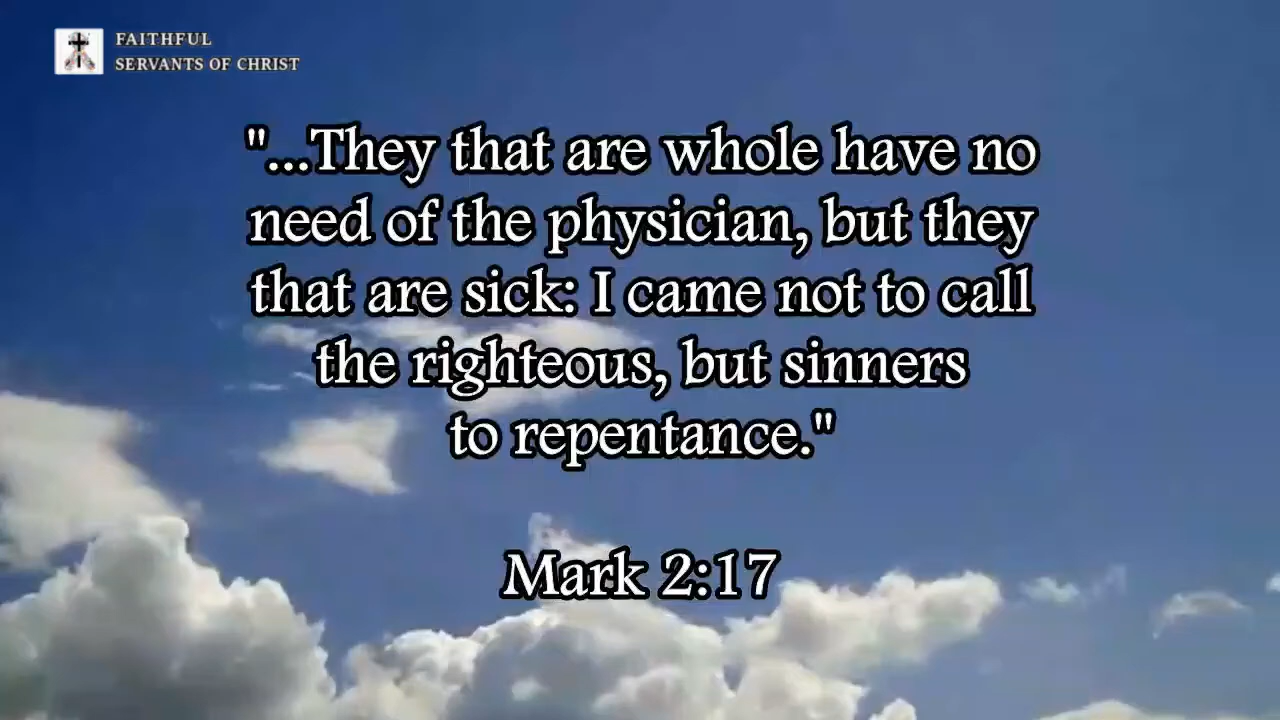 FAITHFUL
SERVANTS OF CHRIST
"...They that are whole have no
need of the physician, but they
that are sick: I came not to call
the righteous, but sinners
to repentance."
Mark 2:17